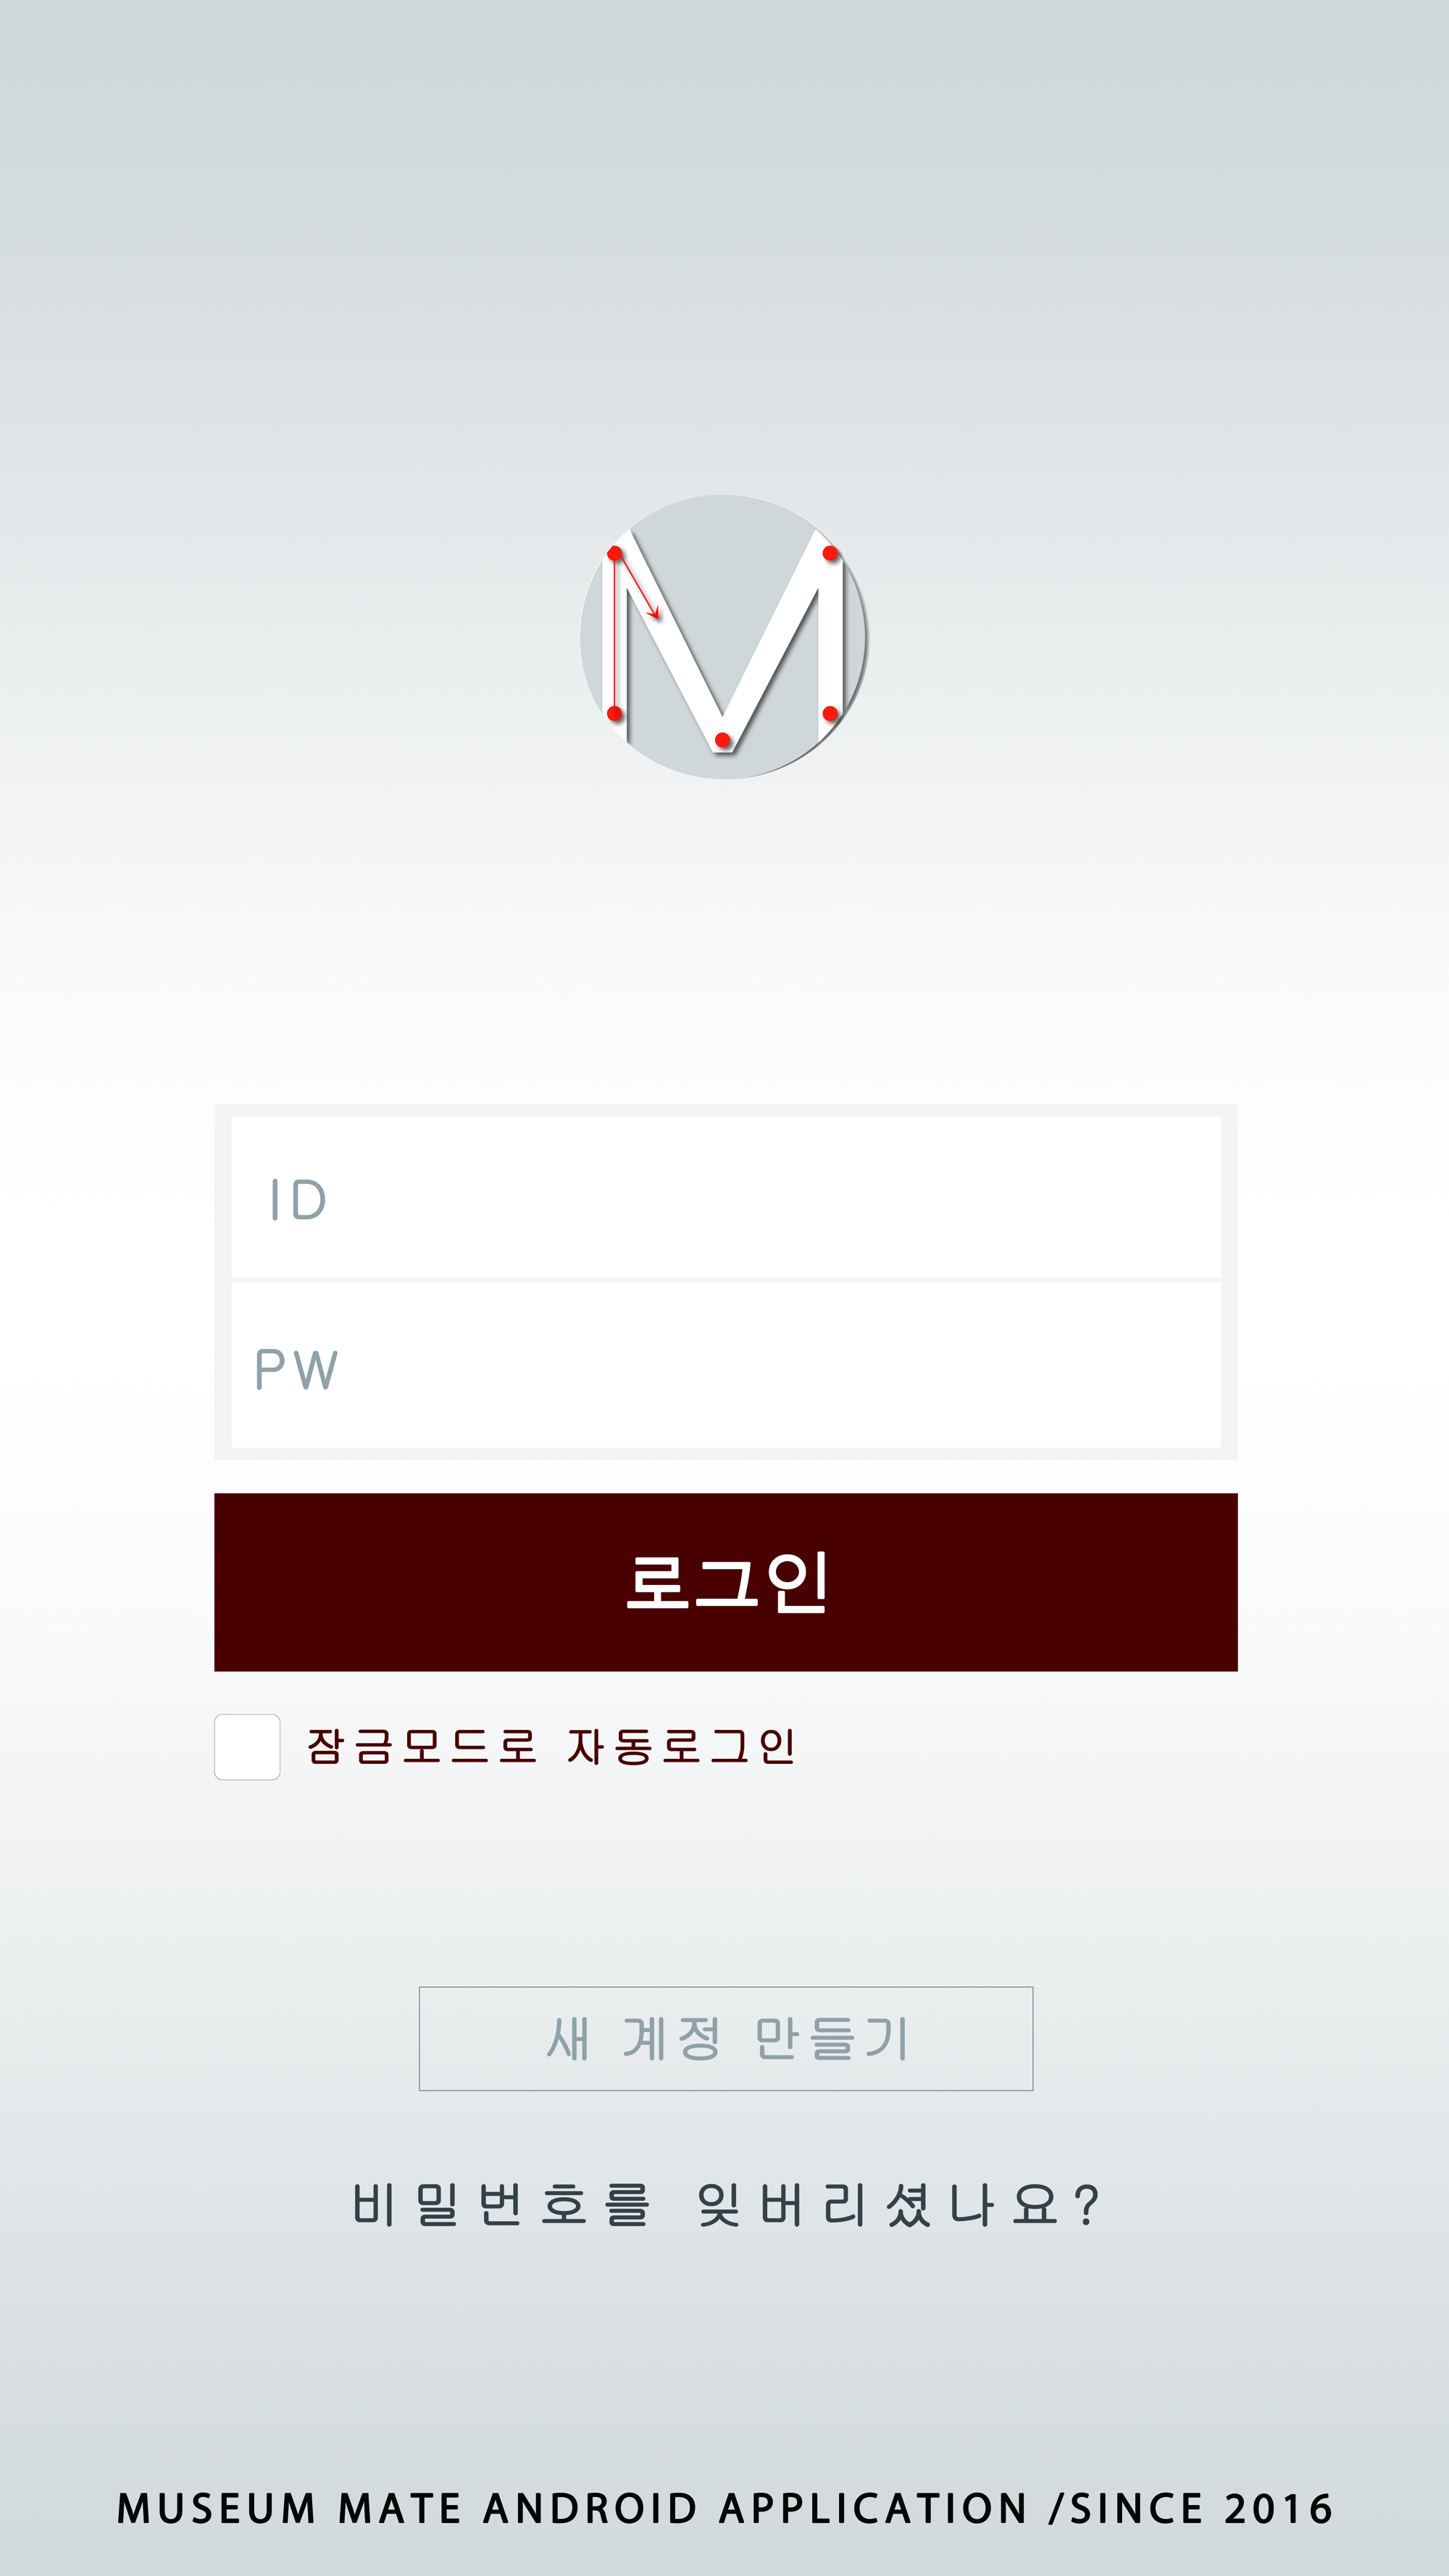 M
ID
PW
로그인
잠금모드로 자동로그인
새 계정 만들기
비밀번호를 잊버리셨나요?
MUSEUM MATE ANDROID APPLICATION /SINCE 2016